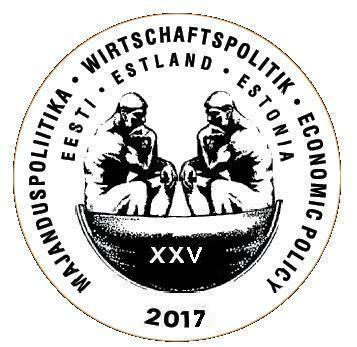 MAJANDUSPOLIITIKA • WIRTSCHAFTSPOLITIK • ECONOMIC POLICY
EESTI • ESTLAND • ESTONIA
XXV
2017